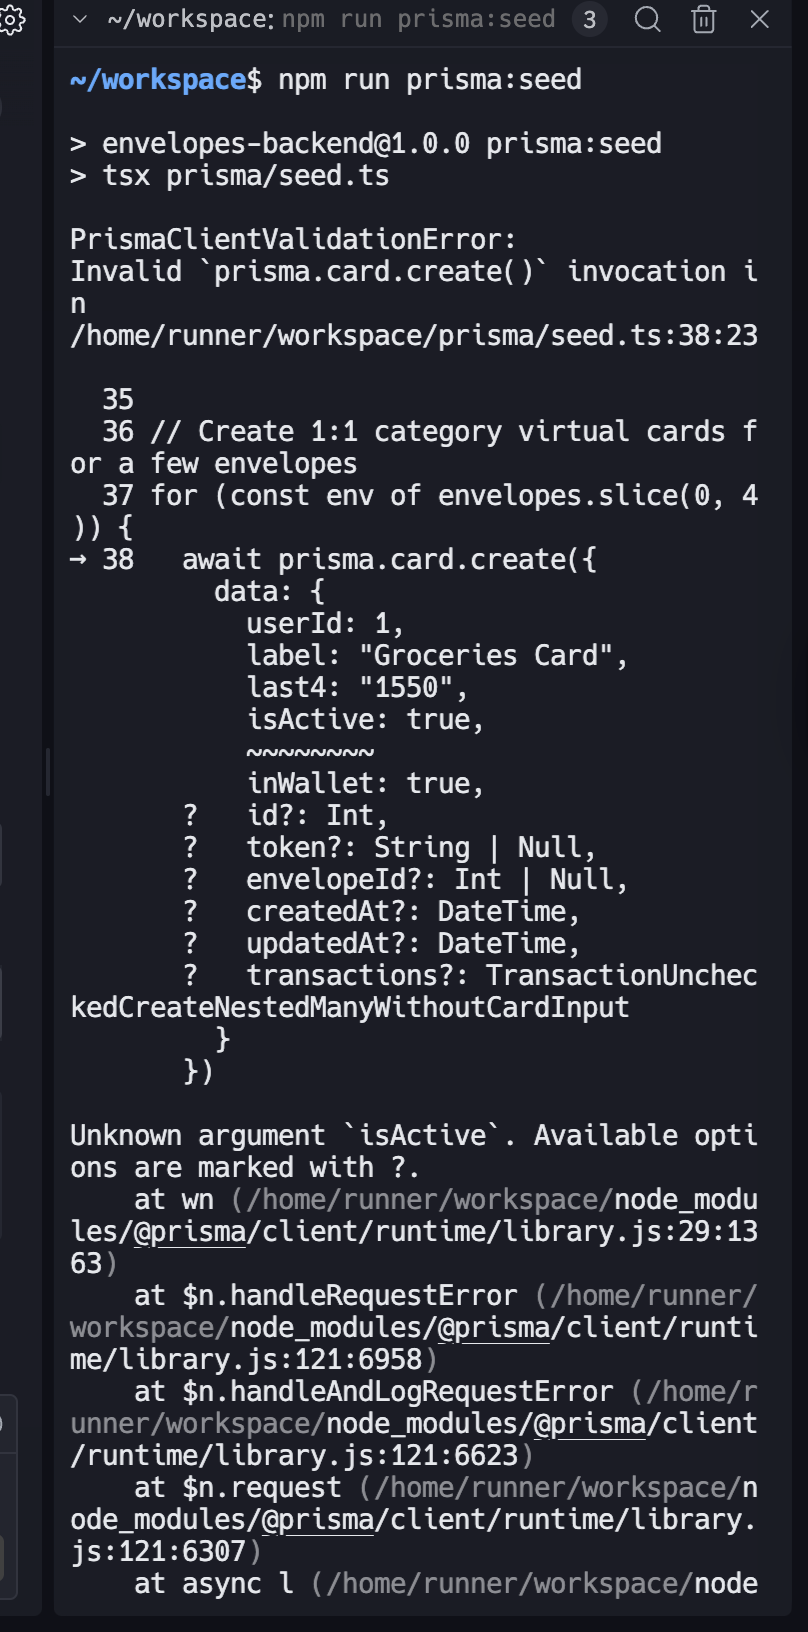 ~/workspace: npm run prisma:seed 3
~/workspace$ npm run prisma:seed
> envelopes-backend@1.0.0 prisma:seed
> tsx prisma/seed.ts
PrismaClientValidationError:
Invalid `prisma.card.create()` invocation i
n
/home/runner/workspace/prisma/seed.ts:38:23
35
36 // Create 1:1 category virtual cards f
or a few envelopes
37 for (const env of envelopes.slice(0, 4
)) {
→ 38   await prisma.card.create({
data: {
userId: 1,
label: "Groceries Card",
last4: "1550",
isActive: true,
~~~~~~~~
inWallet: true,
?   id?: Int,
?   token?: String | Null,
?   envelopeId?: Int | Null,
?   createdAt?: DateTime,
?   updatedAt?: DateTime,
?   transactions?: TransactionUnchec
kedCreateNestedManyWithoutCardInput
}
})
Unknown argument `isActive`. Available opti
ons are marked with ?.
at wn (/home/runner/workspace/node_modu
les/@prisma/client/runtime/library.js:29:13
63)
at $n.handleRequestError (/home/runner/
workspace/node_modules/@prisma/client/runti
me/library.js:121:6958)
at $n.handleAndLogRequestError (/home/r
unner/workspace/node_modules/@prisma/client
/runtime/library.js:121:6623)
at $n.request (/home/runner/workspace/n
ode_modules/@prisma/client/runtime/library.
js:121:6307)
at async l (/home/runner/workspace/node